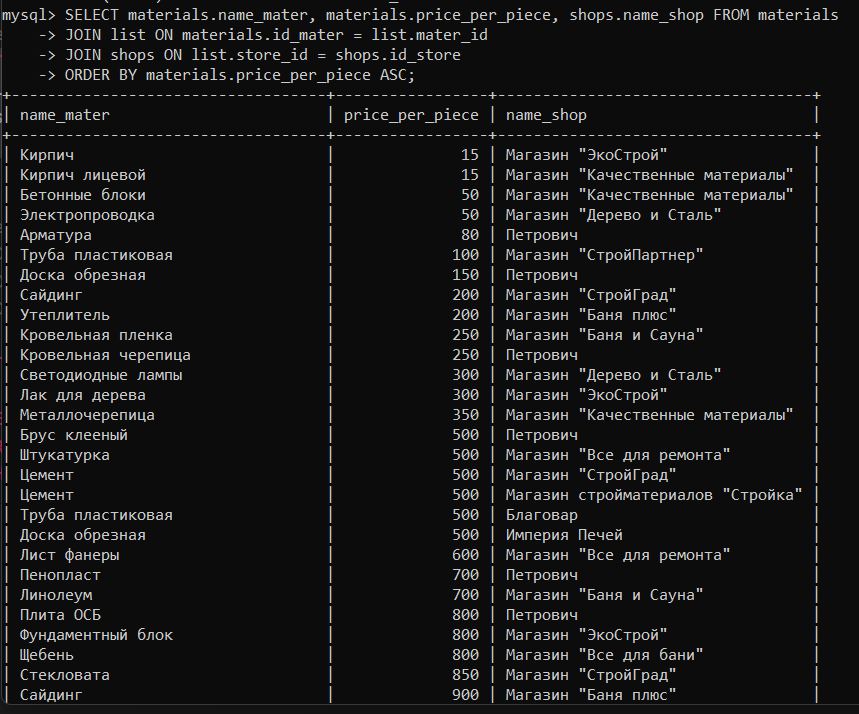 mysql> SELECT materials.name_mater, materials.price_per_piece, shops.name_shop FROM materials
    -> JOIN list ON materials.id_mater = list.mater_id
    -> JOIN shops ON list.store_id = shops.id_store
    -> ORDER BY materials.price_per_piece ASC;
| name_mater | price_per_piece | name_shop |
| Кирпич | 15 | Магазин "ЭкоСтрой" |
| Кирпич лицевой | 15 | Магазин "Качественные материалы" |
| Бетонные блоки | 50 | Магазин "Качественные материалы" |
| Электропроводка | 50 | Магазин "Дерево и Сталь" |
| Арматура | 80 | Петрович |
| Труба пластиковая | 100 | Магазин "СтройПартнер" |
| Доска обрезная | 150 | Петрович |
| Сайдинг | 200 | Магазин "СтройГрад" |
| Утеплитель | 200 | Магазин "Баня плюс" |
| Кровельная пленка | 250 | Магазин "Баня и Сауна" |
| Кровельная черепица | 250 | Петрович |
| Светодиодные лампы | 300 | Магазин "Дерево и Сталь" |
| Лак для дерева | 300 | Магазин "ЭкоСтрой" |
| Металлочерепица | 350 | Магазин "Качественные материалы" |
| Брус клееный | 500 | Петрович |
| Штукатурка | 500 | Магазин "Все для ремонта" |
| Цемент | 500 | Магазин "СтройГрад" |
| Цемент | 500 | Магазин стройматериалов "Стройка" |
| Труба пластиковая | 500 | Благовар |
| Доска обрезная | 500 | Империя Печей |
| Лист фанеры | 600 | Магазин "Все для ремонта" |
| Пенопласт | 700 | Петрович |
| Линолеум | 700 | Магазин "Баня и Сауна" |
| Плита ОСБ | 800 | Петрович |
| Фундаментный блок | 800 | Магазин "ЭкоСтрой" |
| Щебень | 800 | Магазин "Все для бани" |
| Стекловата | 850 | Магазин "СтройГрад" |
| Сайдинг | 900 | Магазин "Баня плюс" |